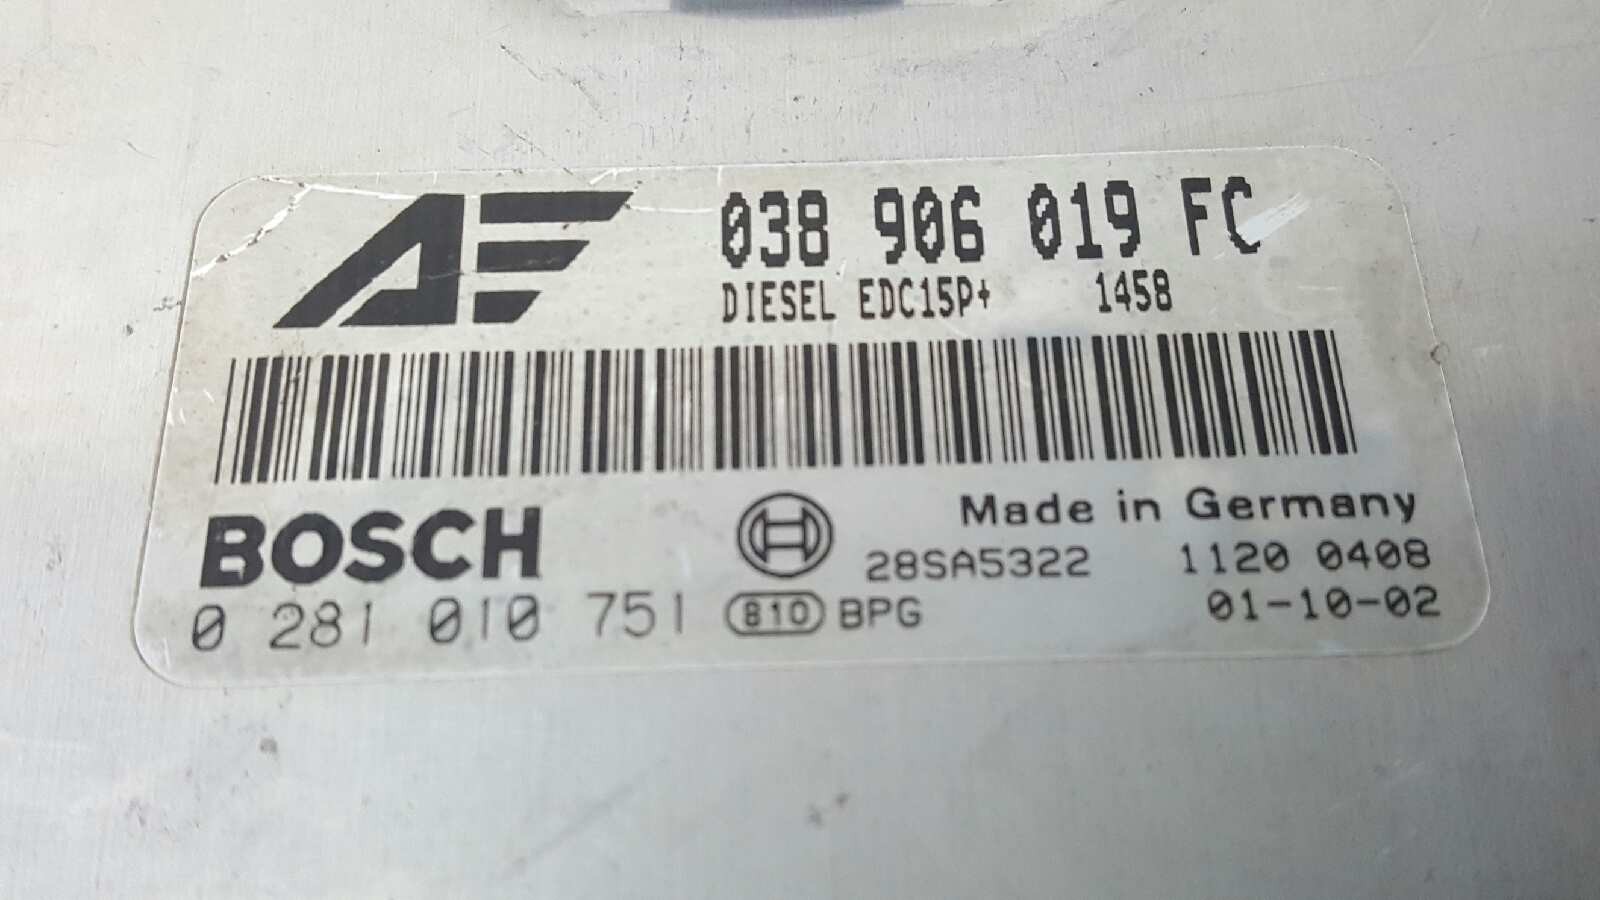 AF
038 906 019 FC
DIESEL EDC15P+ 1458
BOSCH
Made in Germany
28SA5322 1120 0408
0 281 010 751 810 BPG 01-10-02